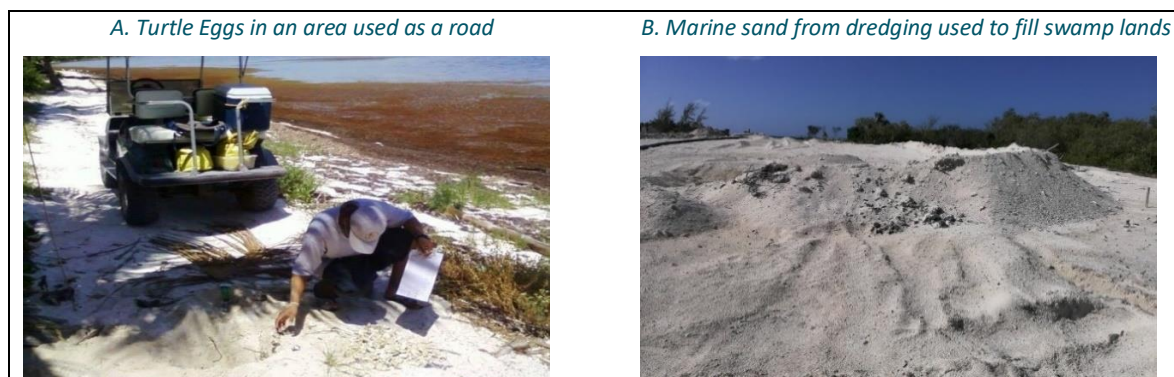 A. Turtle Eggs in an area used as a road
B. Marine sand from dredging used to fill swamp lands